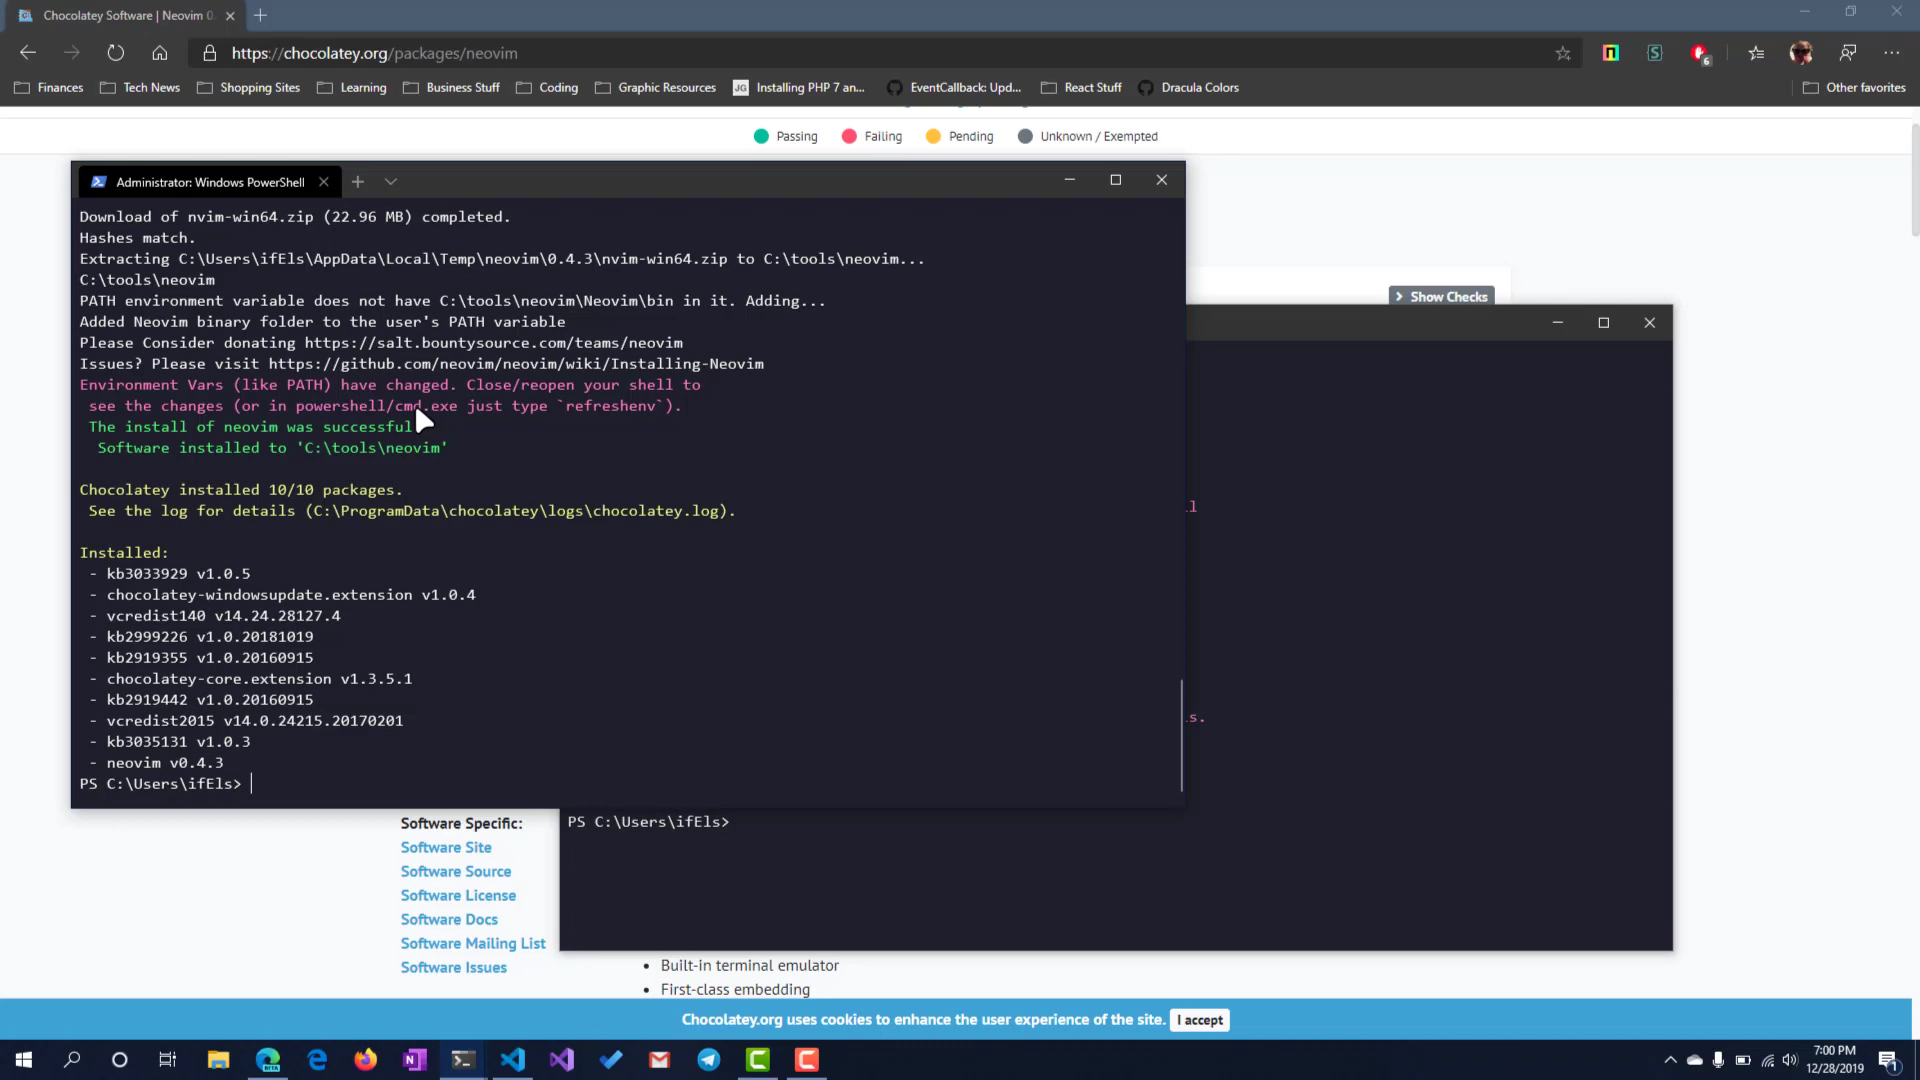 Chocolatey Software | Neovim 0.
https://chocolatey.org/packages/neovim
6
Finances
Tech News
Shopping Sites
Learning
Business Stuff
Coding
Graphic Resources
JG
Installing PHP 7 an...
EventCallback: Upd...
React Stuff
Dracula Colors
Other favorites
Passing
Failing
Pending
Unknown / Exempted
Show Checks
Administrator: Windows PowerShell
Download of nvim-win64.zip (22.96 MB) completed.
Hashes match.
Extracting C:\Users\ifEls\AppData\Local\Temp\neovim\0.4.3\nvim-win64.zip to C:\tools\neovim...
C:\tools\neovim
PATH environment variable does not have C:\tools\neovim\Neovim\bin in it. Adding...
Added Neovim binary folder to the user's PATH variable
Please Consider donating https://salt.bountysource.com/teams/neovim
Issues? Please visit https://github.com/neovim/neovim/wiki/Installing-Neovim
Environment Vars (like PATH) have changed. Close/reopen your shell to
see the changes (or in powershell/cmd.exe just type `refreshenv`).
The install of neovim was successful
Software installed to 'C:\tools\neovim'
Chocolatey installed 10/10 packages.
See the log for details (C:\ProgramData\chocolatey\logs\chocolatey.log).
Installed:
- kb3033929 v1.0.5
- chocolatey-windowsupdate.extension v1.0.4
- vcredist140 v14.24.28127.4
- kb2999226 v1.0.20181019
- kb2919355 v1.0.20160915
- chocolatey-core.extension v1.3.5.1
- kb2919442 v1.0.20160915
- vcredist2015 v14.0.24215.20170201
- kb3035131 v1.0.3
- neovim v0.4.3
PS C:\Users\ifEls>
l
s.
PS C:\Users\ifEls>
Software Specific:
Software Site
Software Source
Software License
Software Docs
Software Mailing List
Software Issues
• Built-in terminal emulator
• First-class embedding
Chocolatey.org uses cookies to enhance the user experience of the site.
I accept
7:00 PM
12/28/2019
1